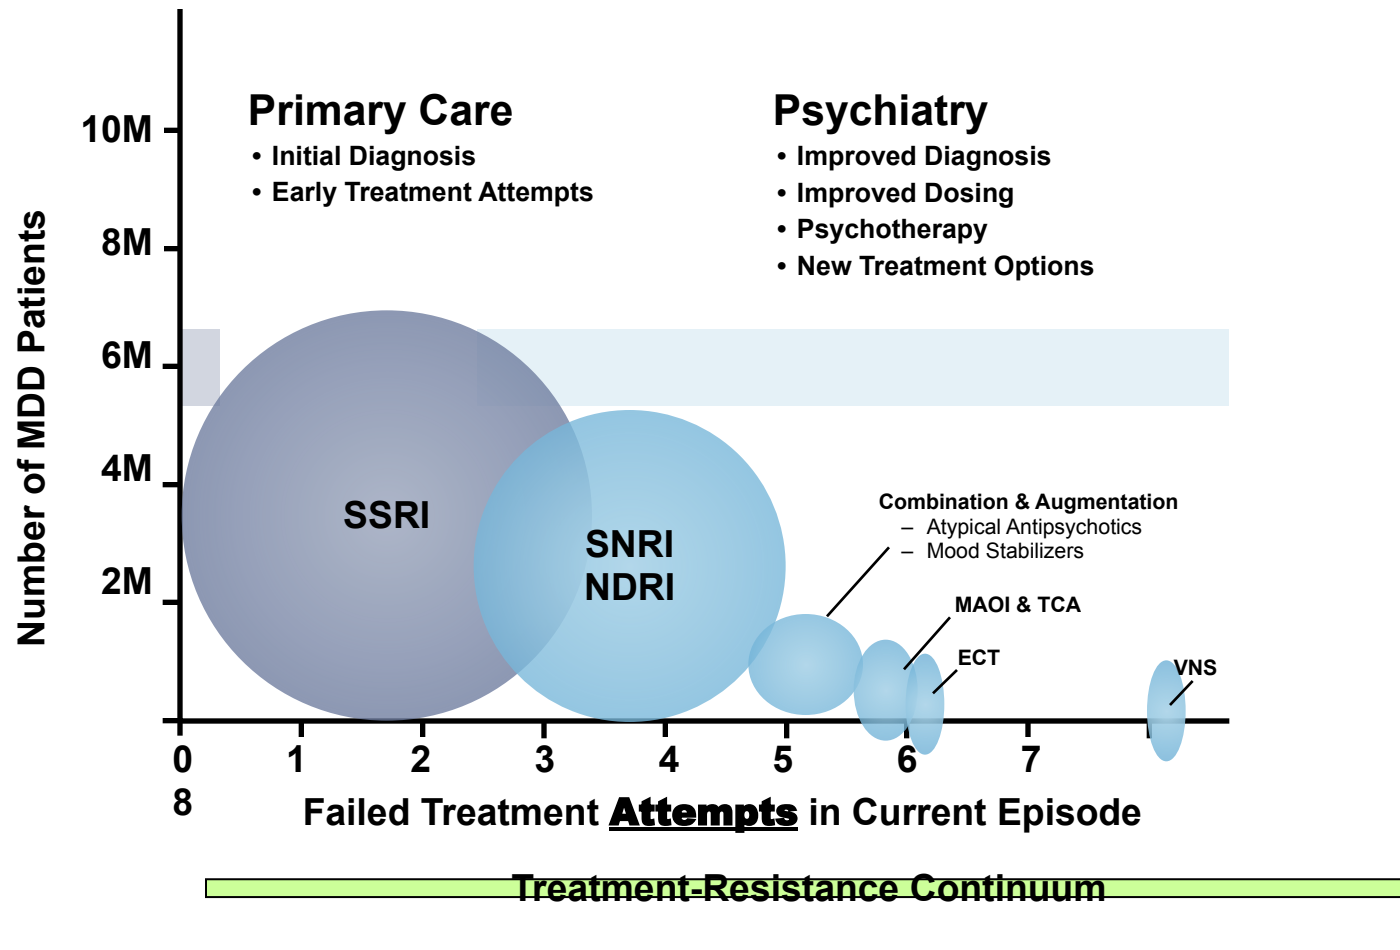 Primary Care
• Initial Diagnosis
• Early Treatment Attempts
Psychiatry
• Improved Diagnosis
• Improved Dosing
• Psychotherapy
• New Treatment Options
Number of MDD Patients
10M
8M
6M
4M
2M
SSRI
SNRI
NDRI
Combination & Augmentation
– Atypical Antipsychotics
– Mood Stabilizers
MAOI & TCA
ECT
VNS
0 1 2 3 4 5 6 7
8
Failed Treatment Attempts in Current Episode
Treatment-Resistance Continuum